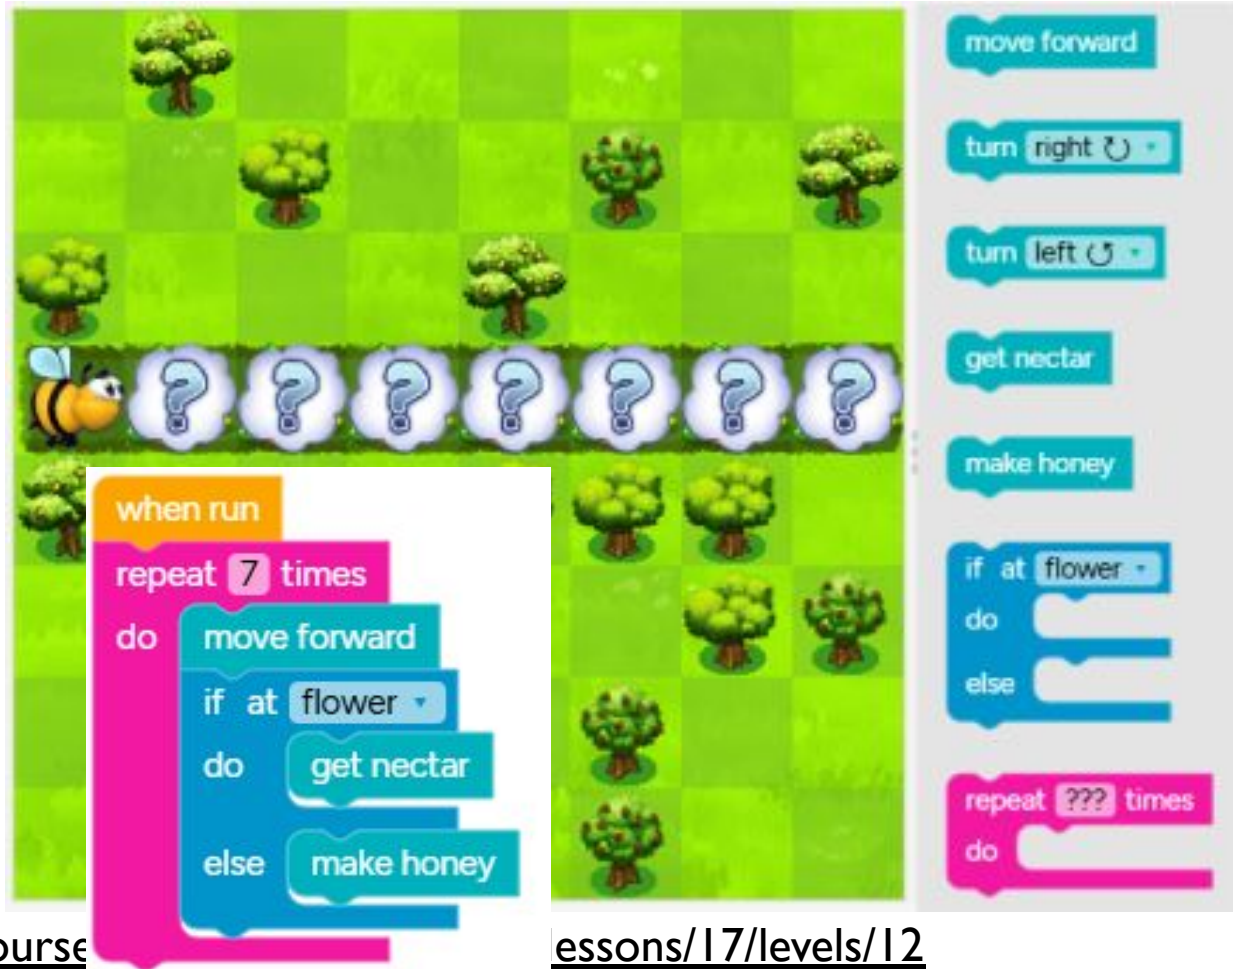 move forward
turn right ↻
turn left ↺
get nectar
make honey
if at flower
do
else
repeat ??? times
do
when run
repeat 7 times
do move forward
if at flower
do get nectar
else make honey
lessons/17/levels/12